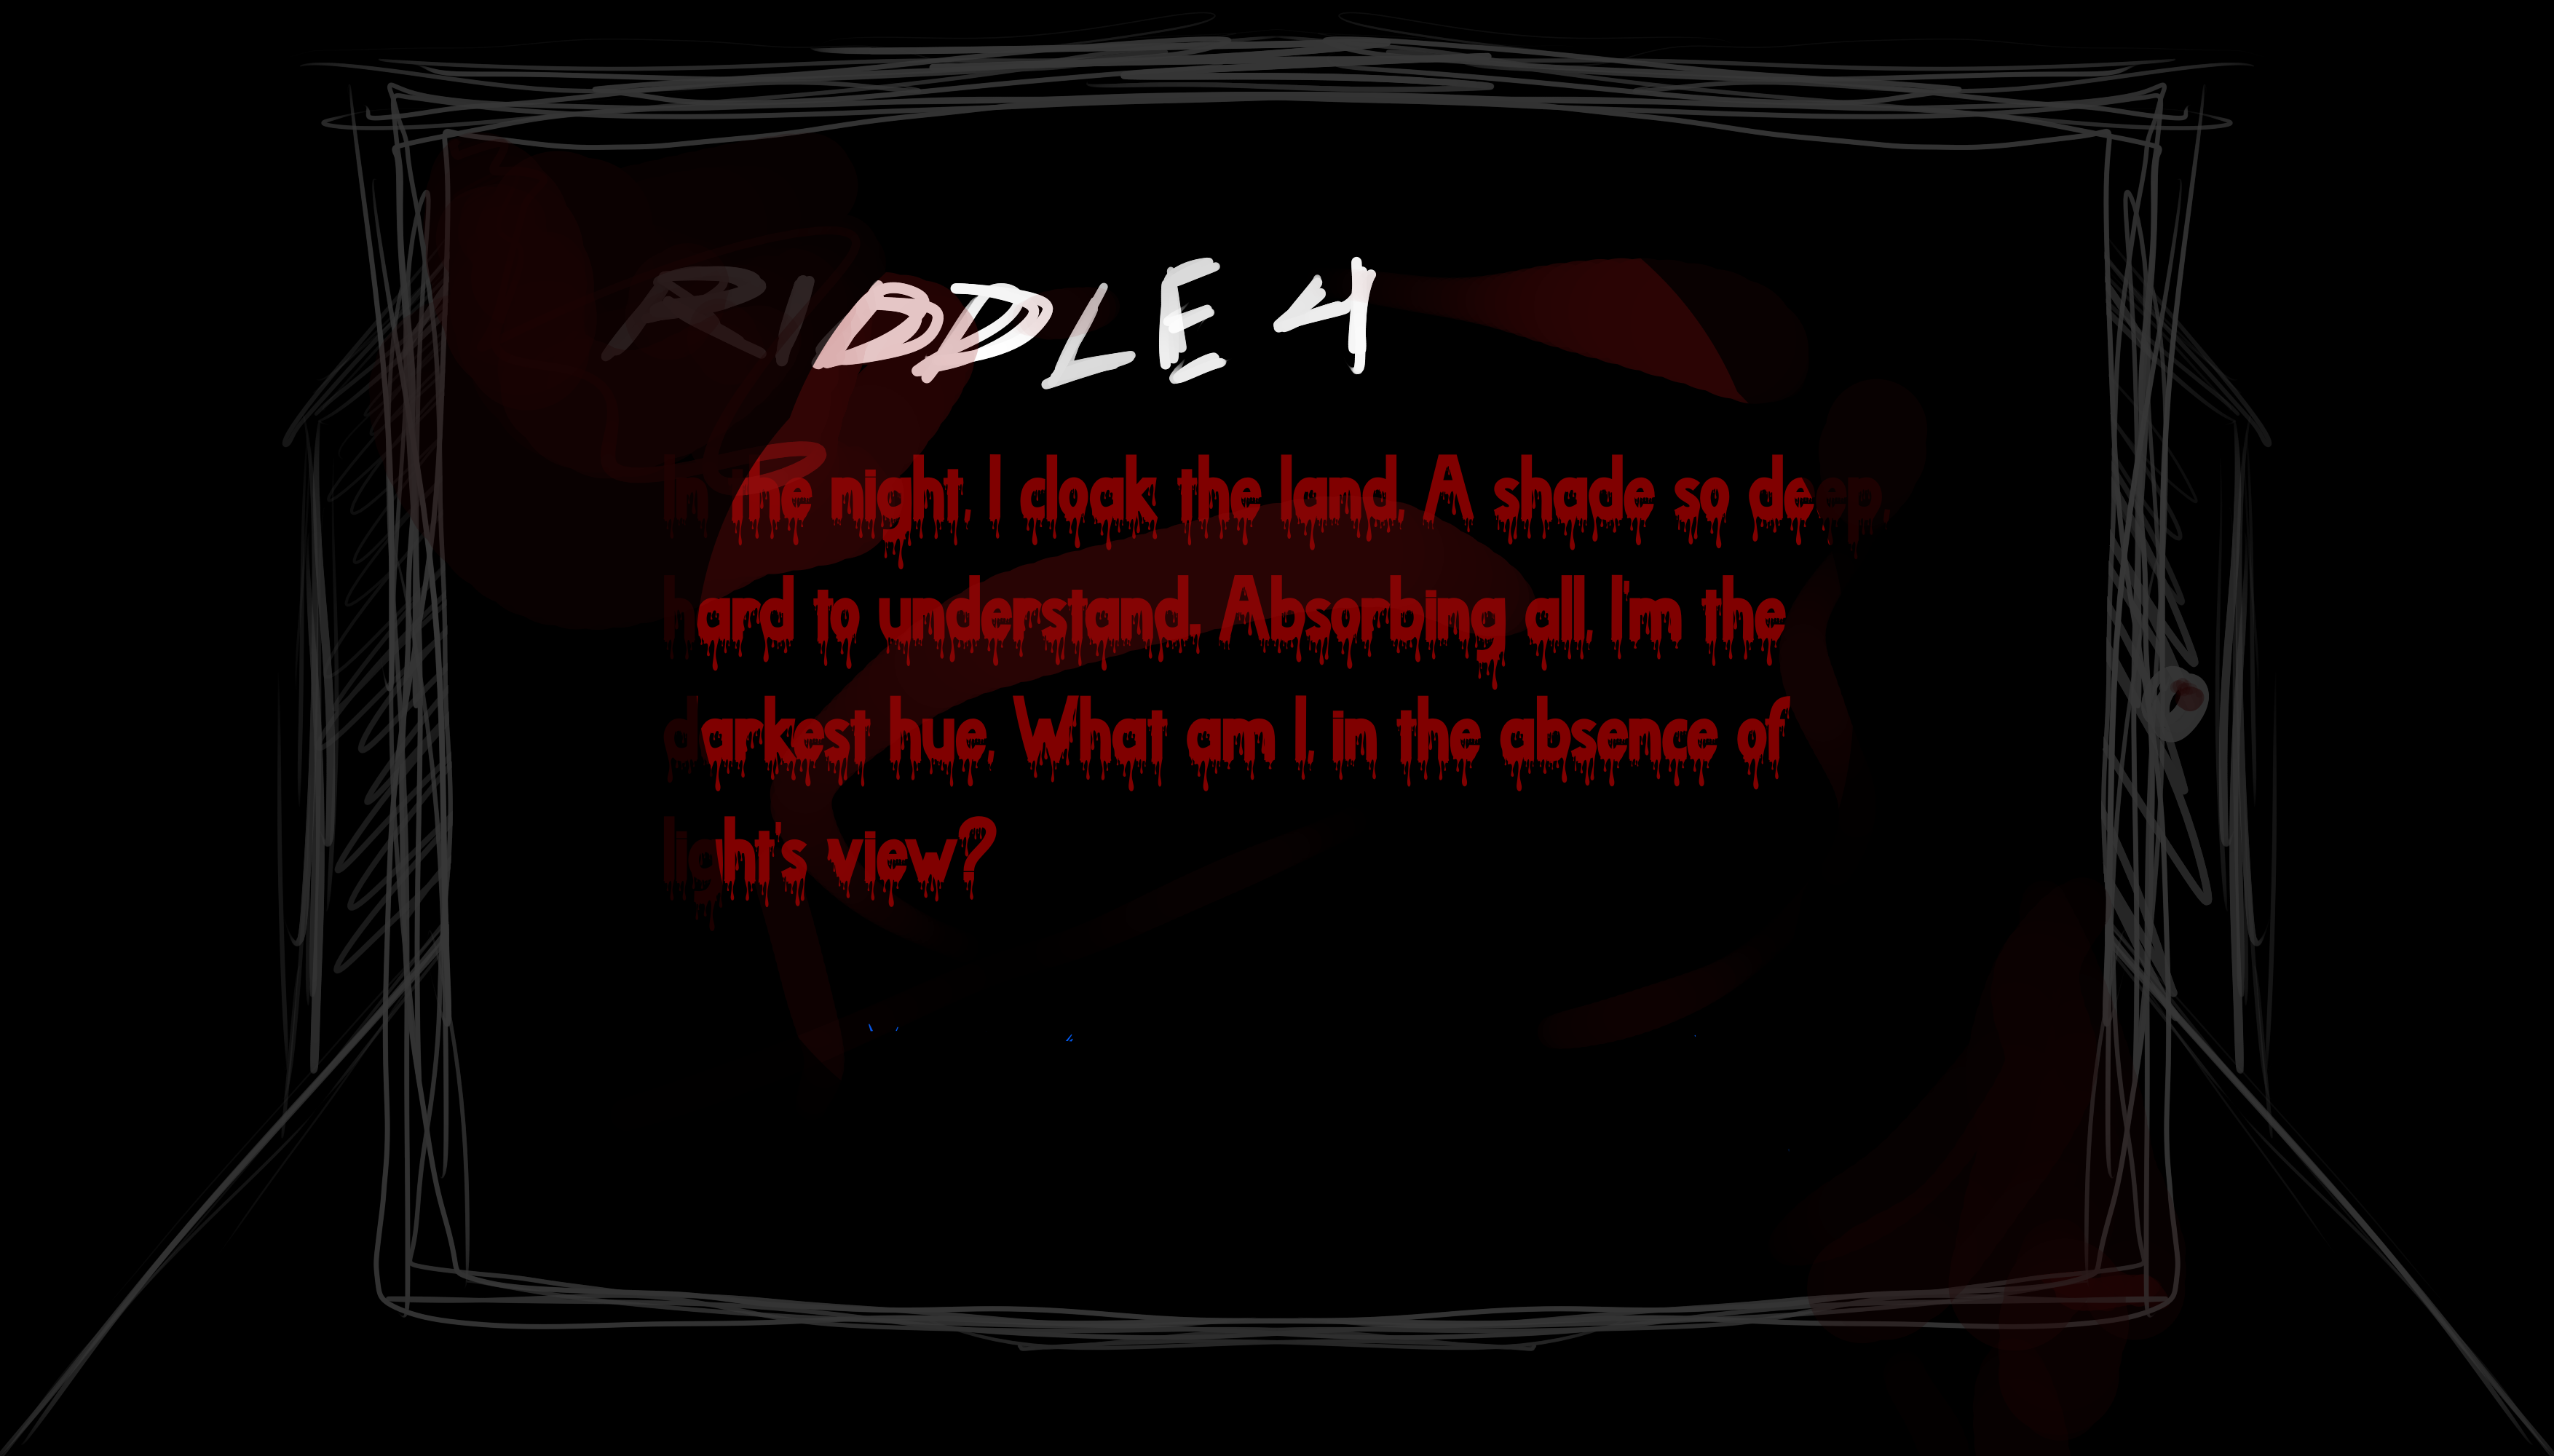 RIDDLE 4
In the night, I cloak the land, A shade so deep,
hard to understand. Absorbing all, I'm the
darkest hue, What am I, in the absence of
light's view?